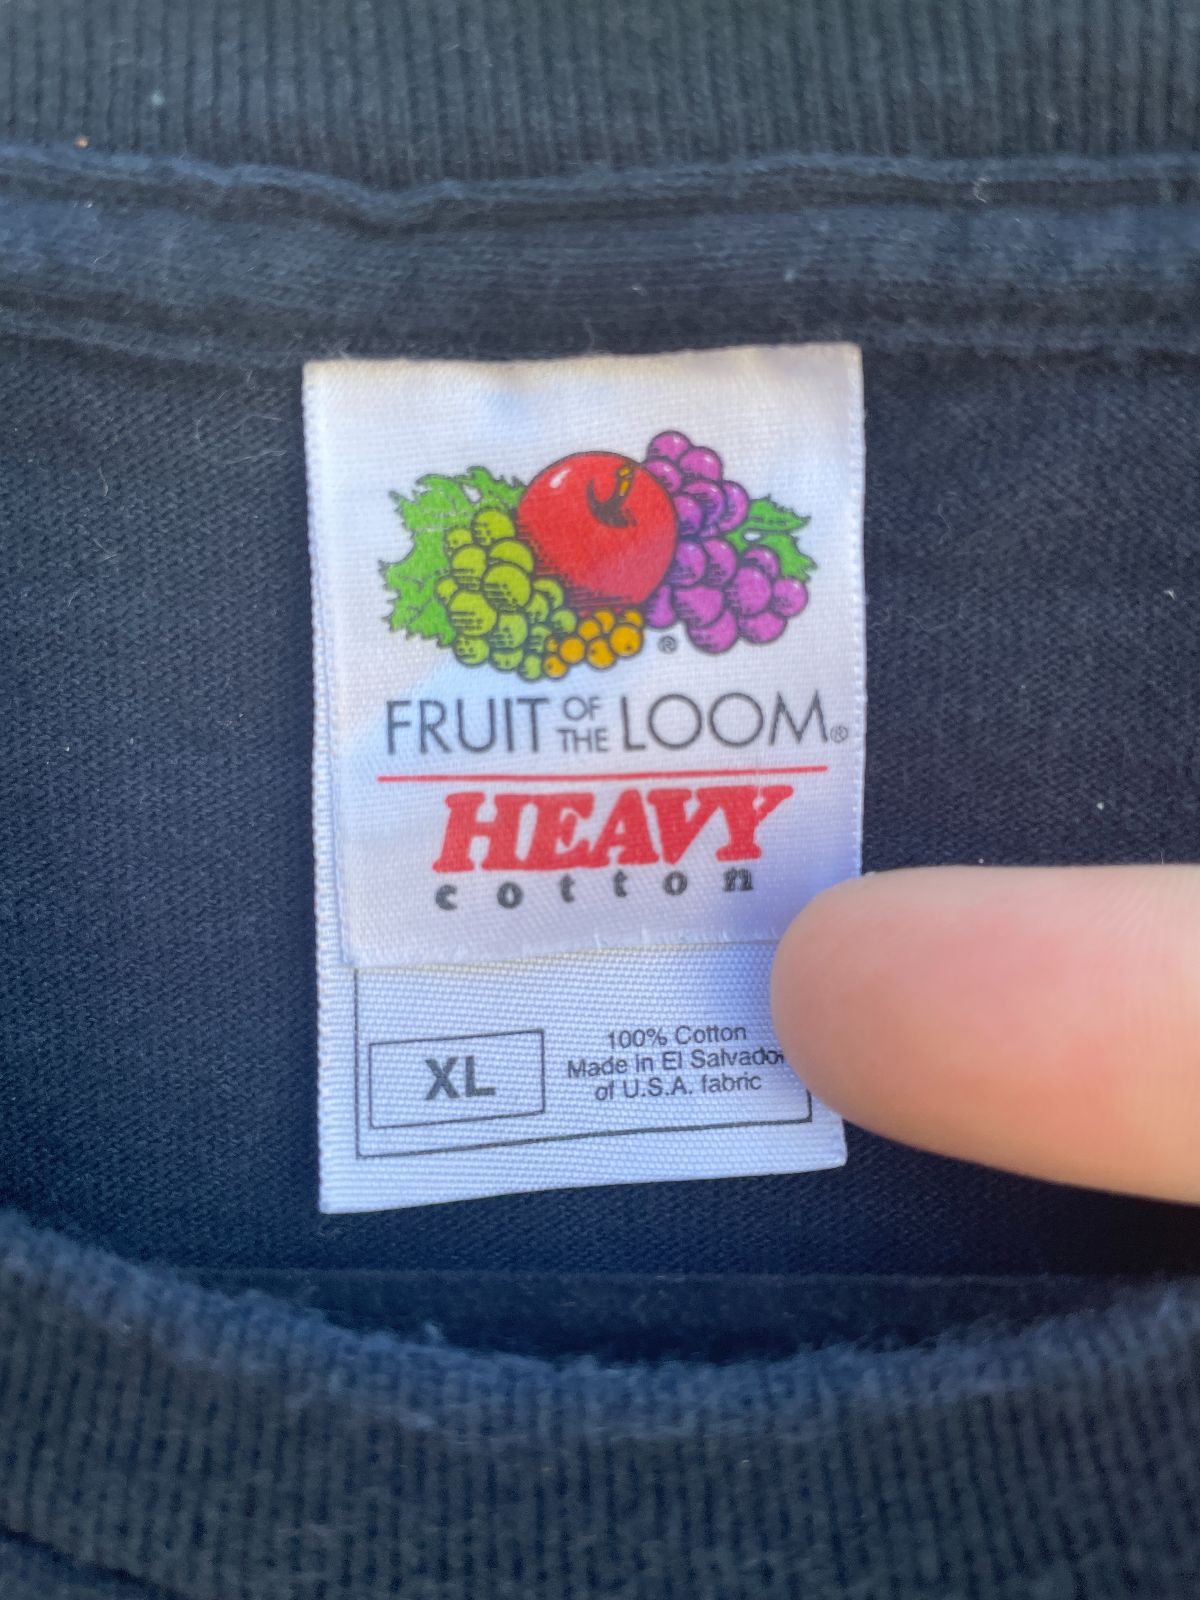 ®
FRUIT OF THE LOOM®
HEAVY
cotton
XL
100% Cotton
Made in El Salvador
of U.S.A. fabric